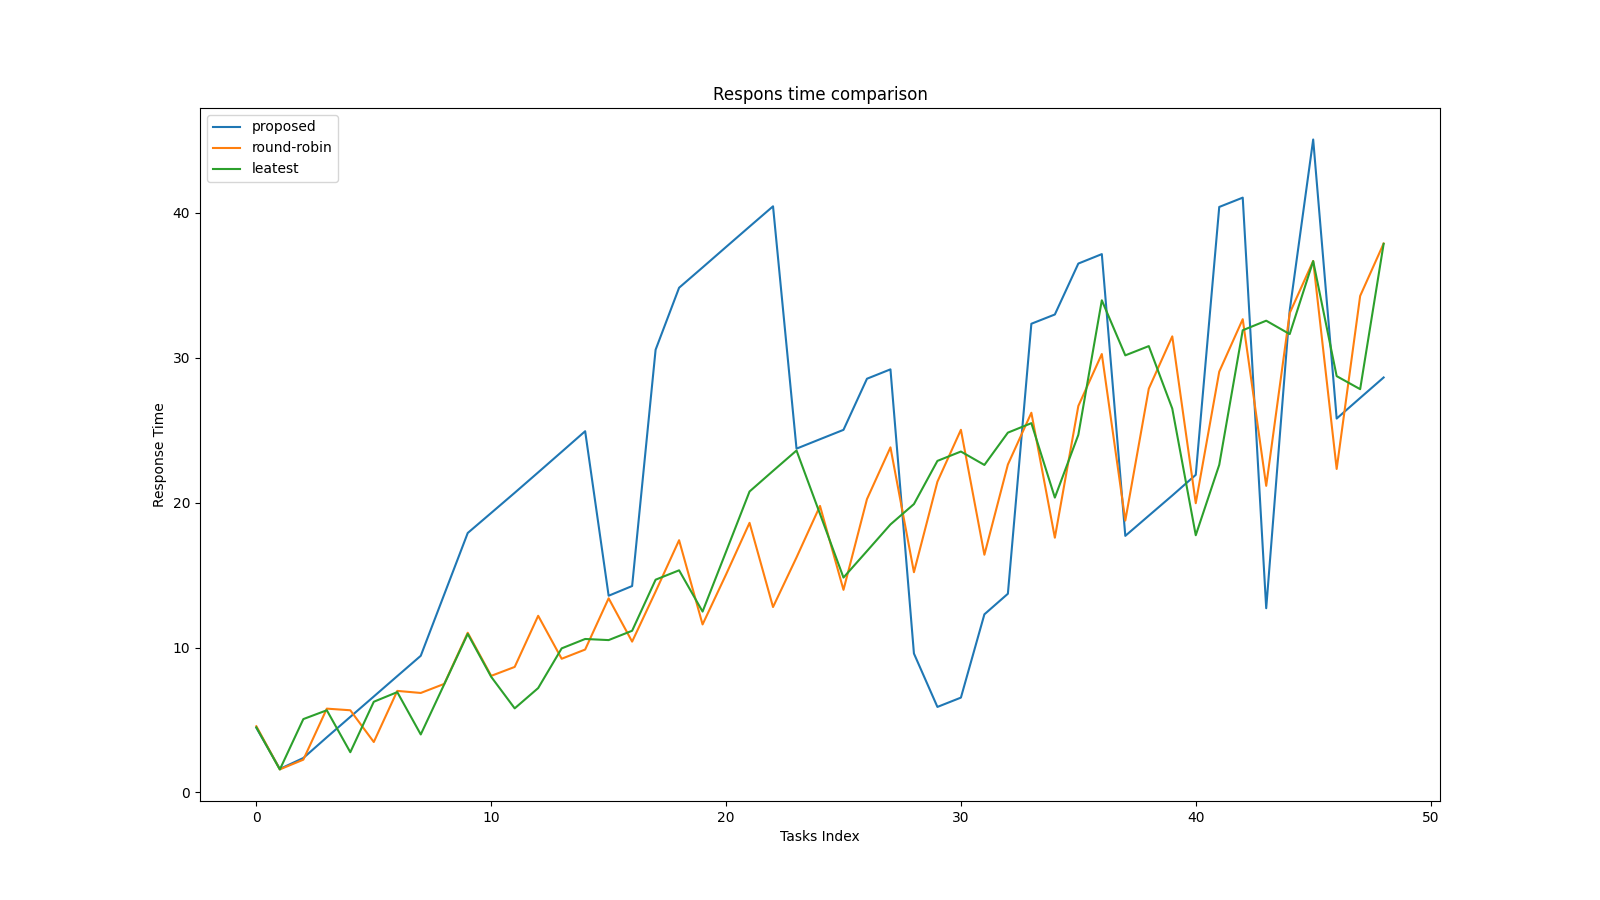 Respons time comparison
proposed
round-robin
leatest
Response Time
40
30
20
10
0
0 10 20 30 40 50
Tasks Index